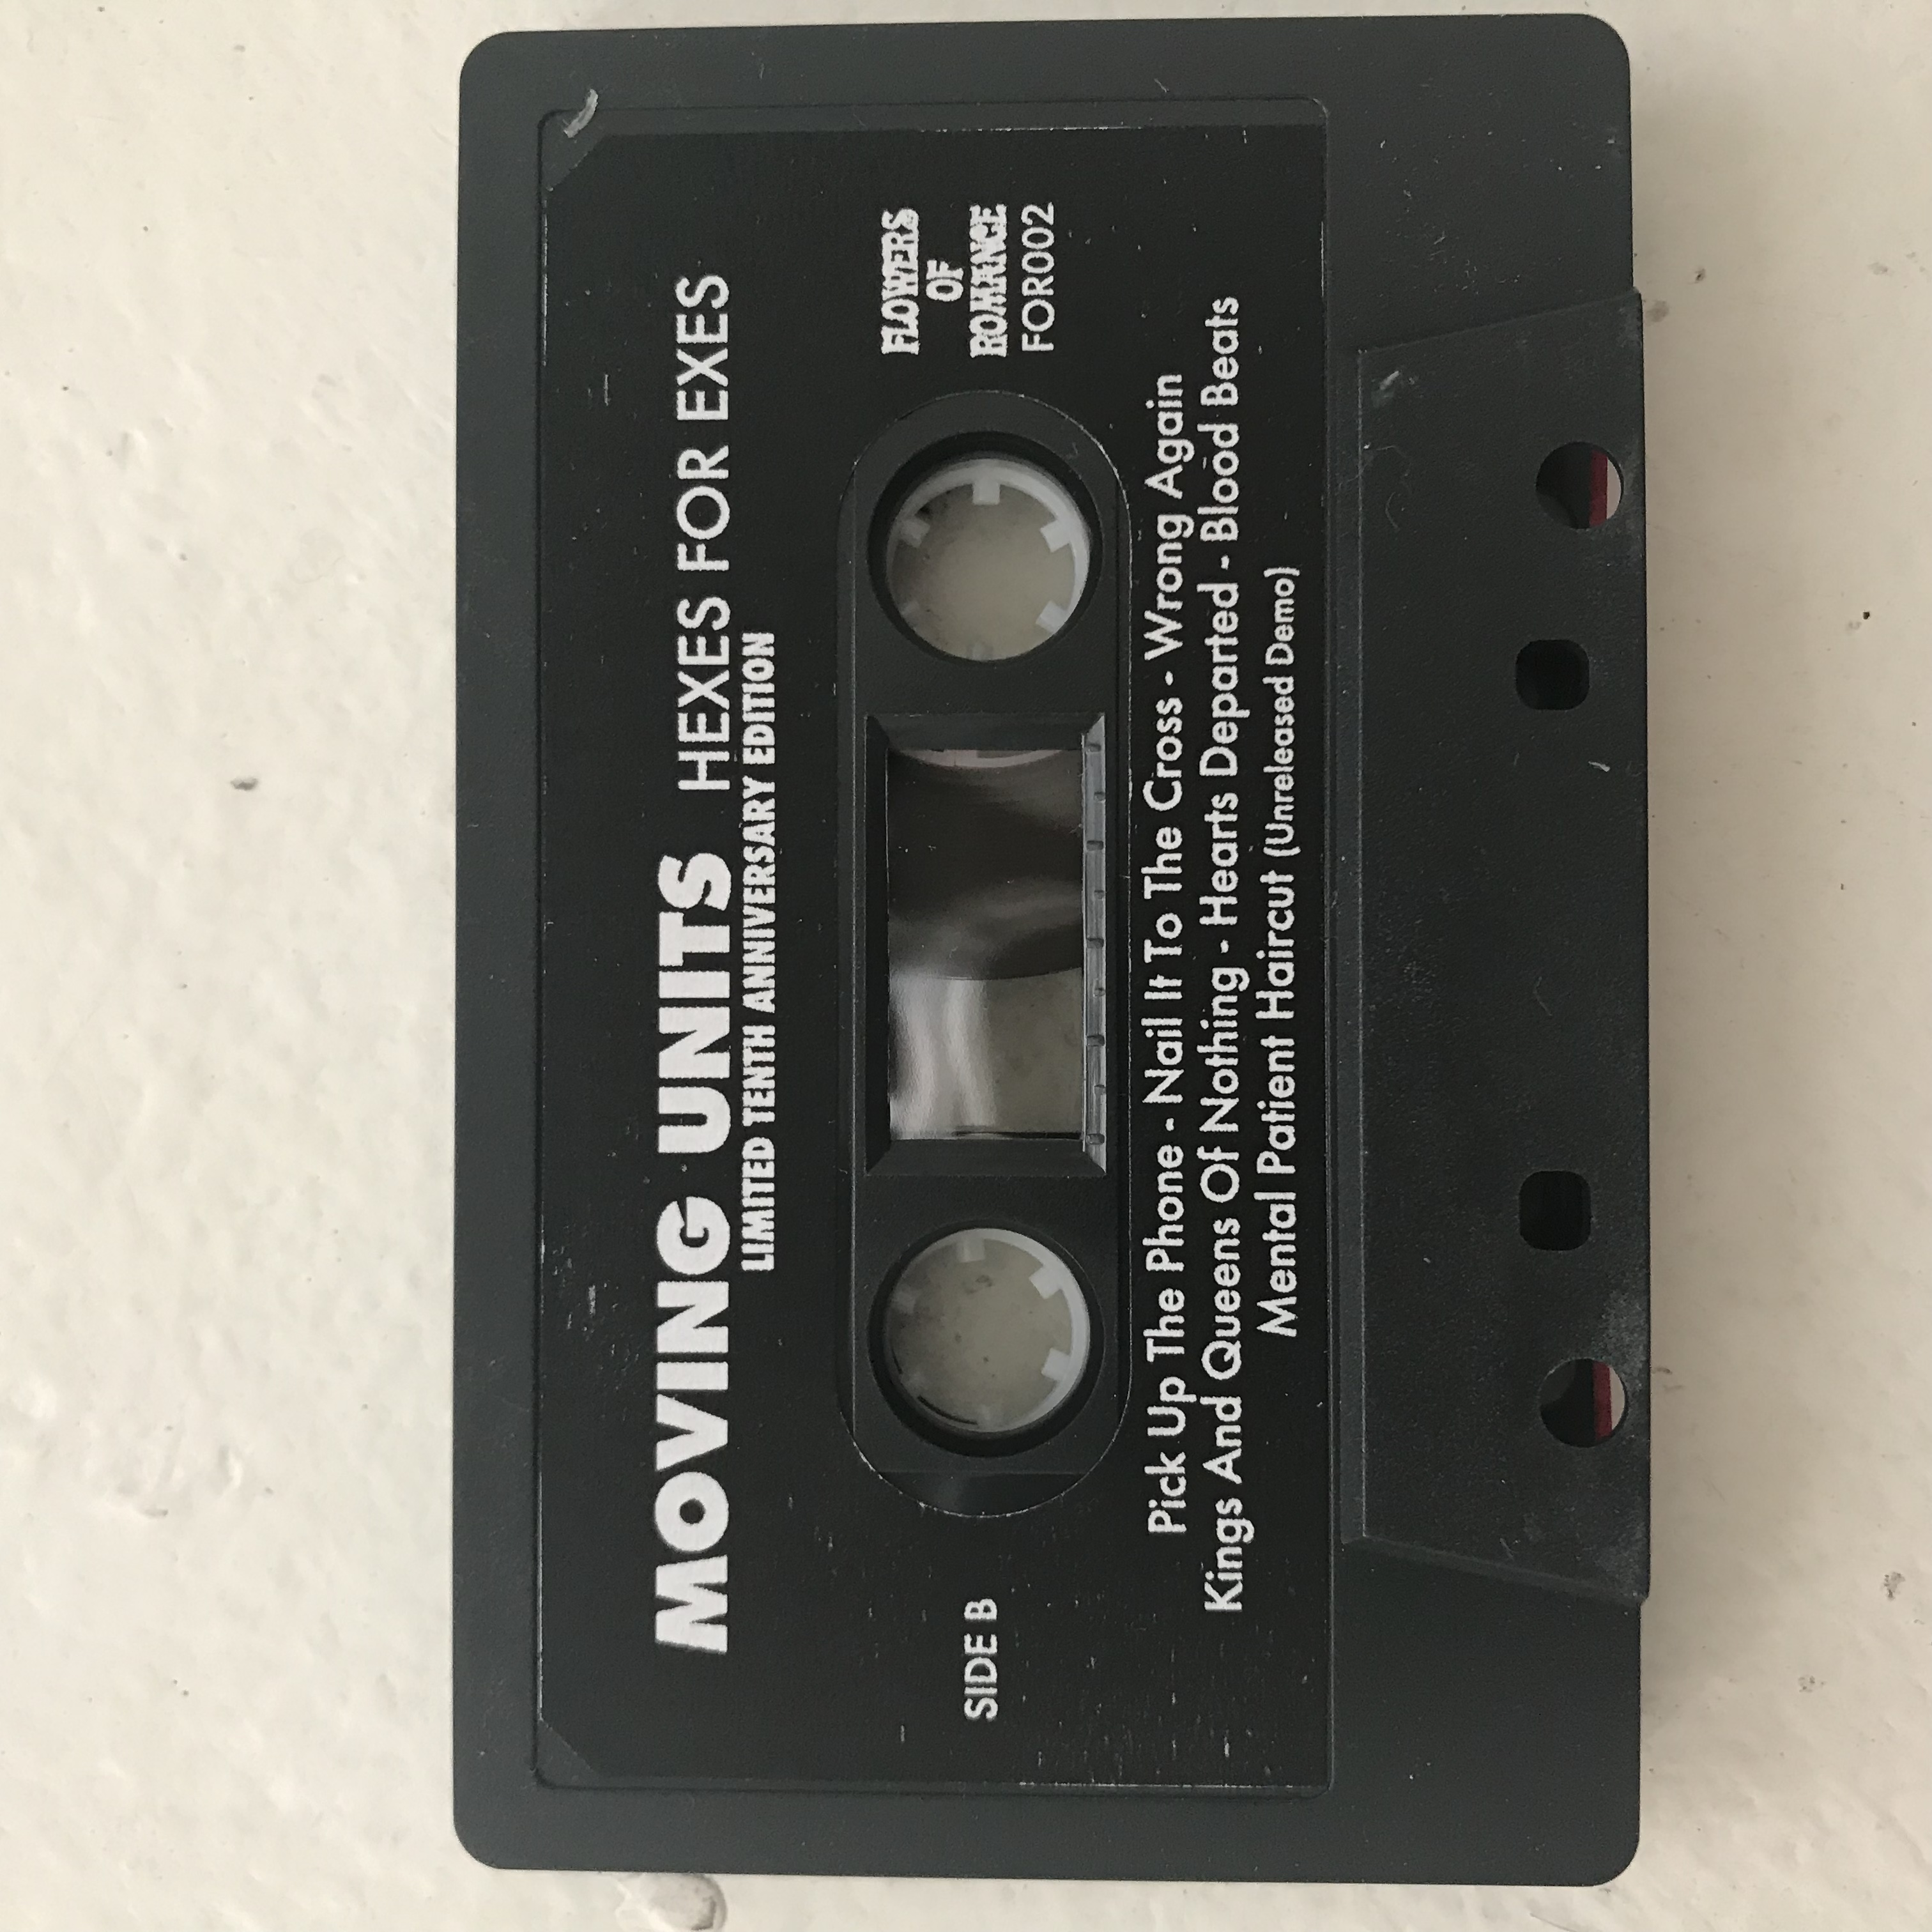 MOVING UNITS HEXES FOR EXES
LIMITED TENTH ANNIVERSARY EDITION
SIDE B
FLOWERS
OF
ROMANCE
FOR002
Pick Up The Phone - Nail It To The Cross - Wrong Again
Kings And Queens Of Nothing - Hearts Departed - Blood Beats
Mental Patient Haircut (Unreleased Demo)